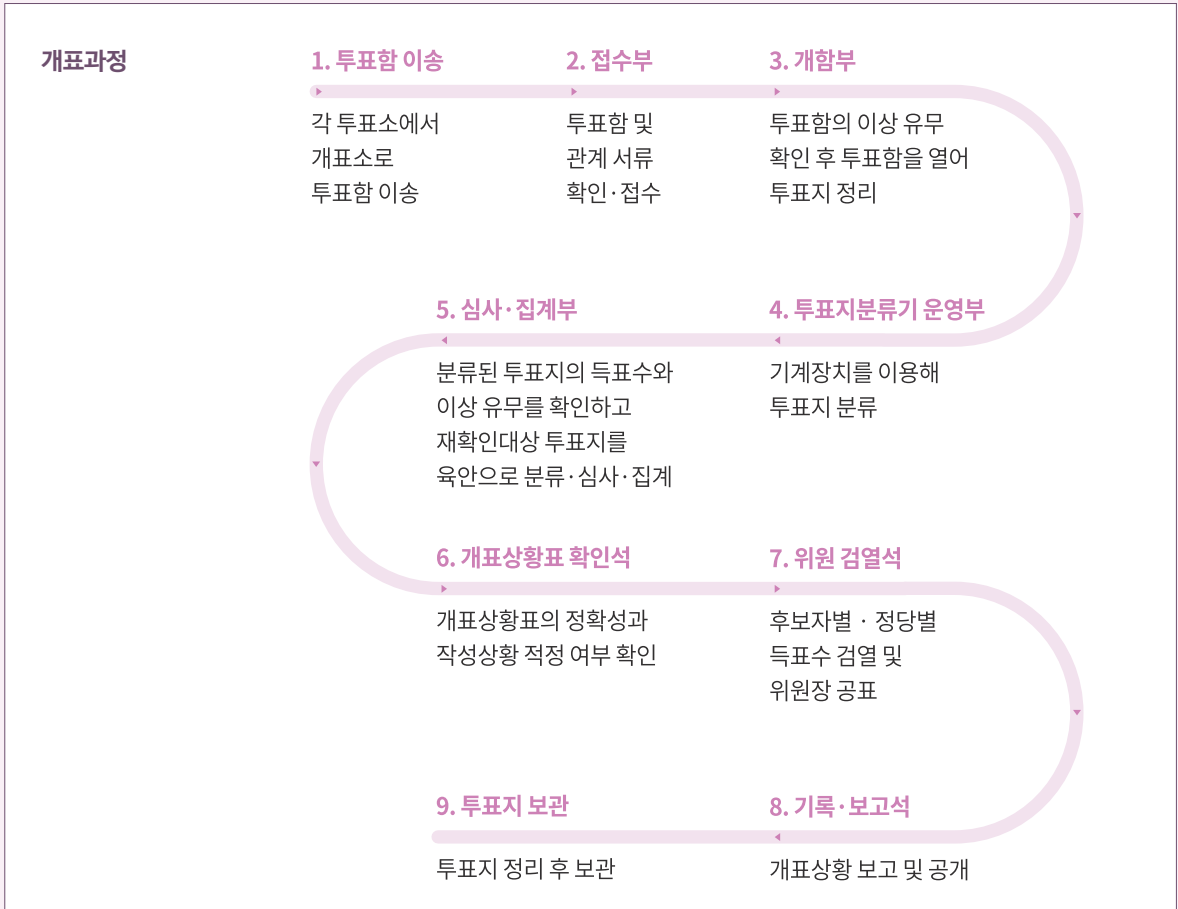 개표과정
1. 투표함 이송
각 투표소에서
개표소로
투표함 이송
2. 접수부
투표함 및
관계 서류
확인·접수
3. 개함부
투표함의 이상 유무
확인 후 투표함을 열어
투표지 정리
4. 투표지분류기 운영부
기계장치를 이용해
투표지 분류
5. 심사·집계부
분류된 투표지의 득표수와
이상 유무를 확인하고
재확인대상 투표지를
육안으로 분류·심사·집계
6. 개표상황표 확인석
개표상황표의 정확성과
작성상황 적정 여부 확인
7. 위원 검열석
후보자별 · 정당별
득표수 검열 및
위원장 공표
8. 기록·보고석
개표상황 보고 및 공개
9. 투표지 보관
투표지 정리 후 보관